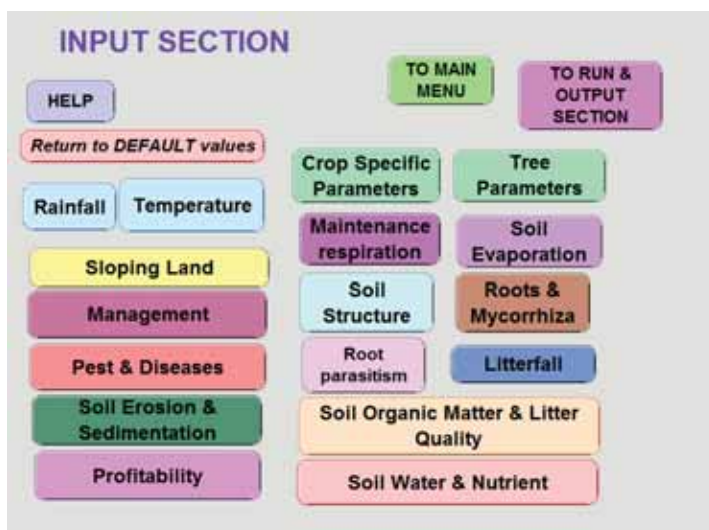 INPUT SECTION
TO MAIN
MENU
TO RUN &
OUTPUT
SECTION
HELP
Return to DEFAULT values
Rainfall
Temperature
Sloping Land
Management
Pest & Diseases
Soil Erosion &
Sedimentation
Profitability
Crop Specific
Parameters
Tree
Parameters
Maintenance
respiration
Soil
Evaporation
Soil
Structure
Roots &
Mycorrhiza
Root
parasitism
Litterfall
Soil Organic Matter & Litter
Quality
Soil Water & Nutrient